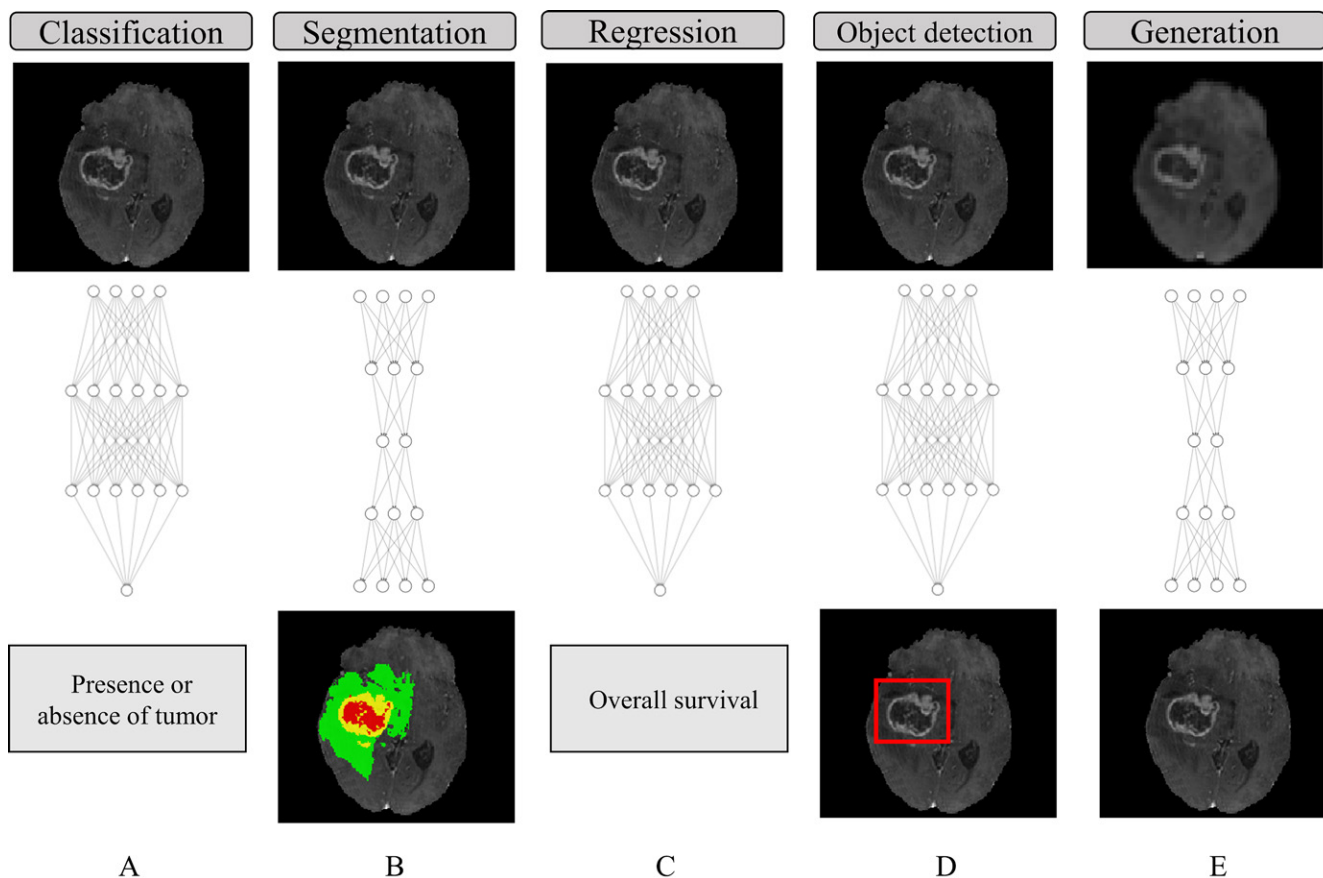 Classification
Segmentation
Regression
Object detection
Generation
Presence or
absence of tumor
Overall survival
A
B
C
D
E